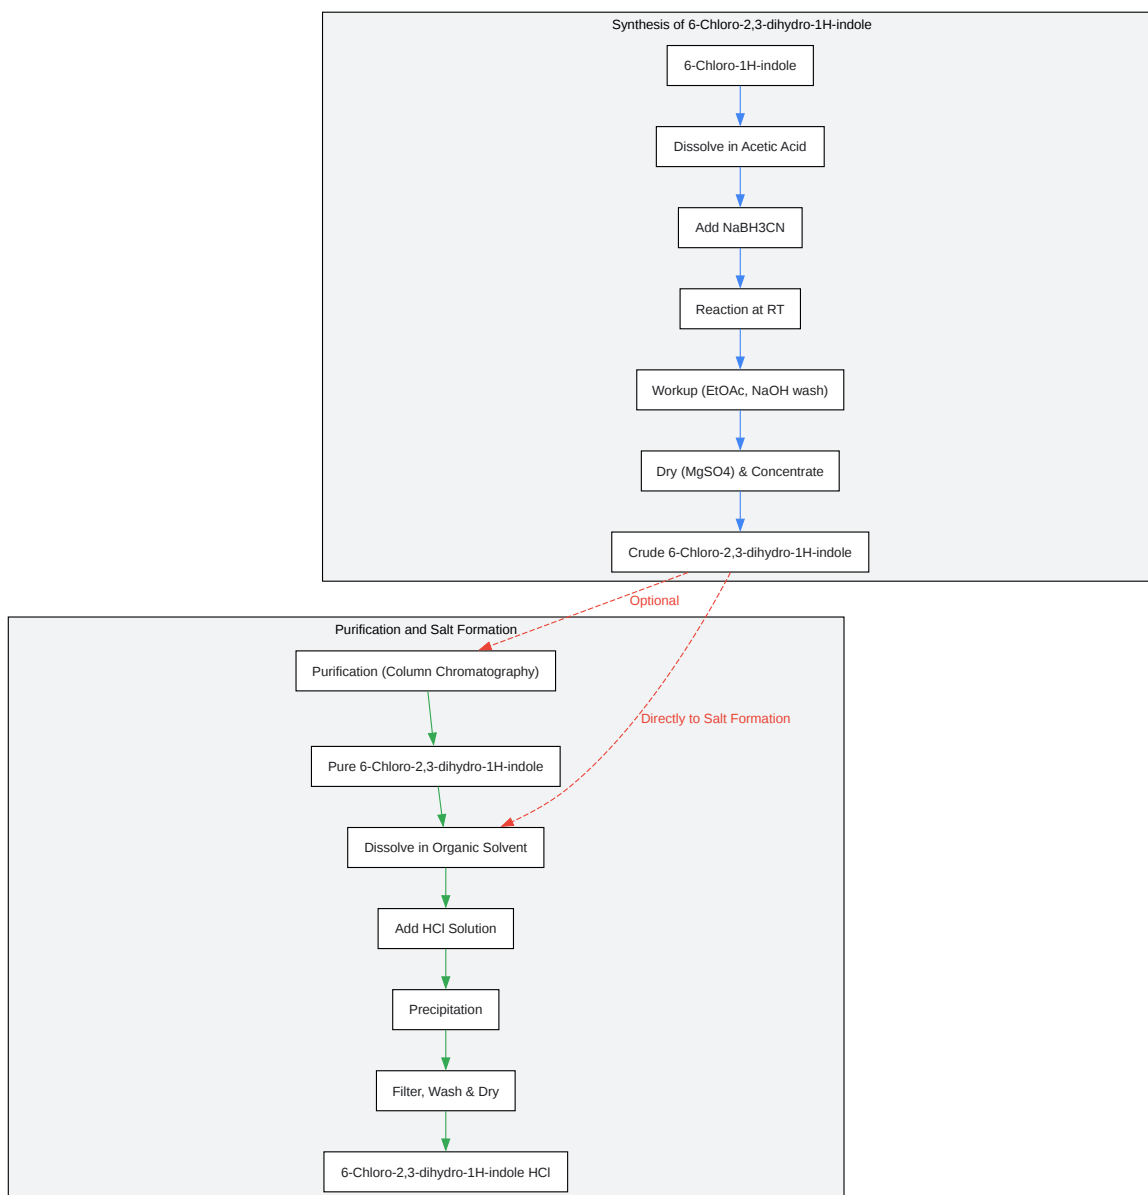 Synthesis of 6-Chloro-2,3-dihydro-1H-indole
6-Chloro-1H-indole
Dissolve in Acetic Acid
Add NaBH3CN
Reaction at RT
Workup (EtOAc, NaOH wash)
Dry (MgSO4) & Concentrate
Crude 6-Chloro-2,3-dihydro-1H-indole
Optional
Purification and Salt Formation
Purification (Column Chromatography)
Directly to Salt Formation
Pure 6-Chloro-2,3-dihydro-1H-indole
Dissolve in Organic Solvent
Add HCl Solution
Precipitation
Filter, Wash & Dry
6-Chloro-2,3-dihydro-1H-indole HCl